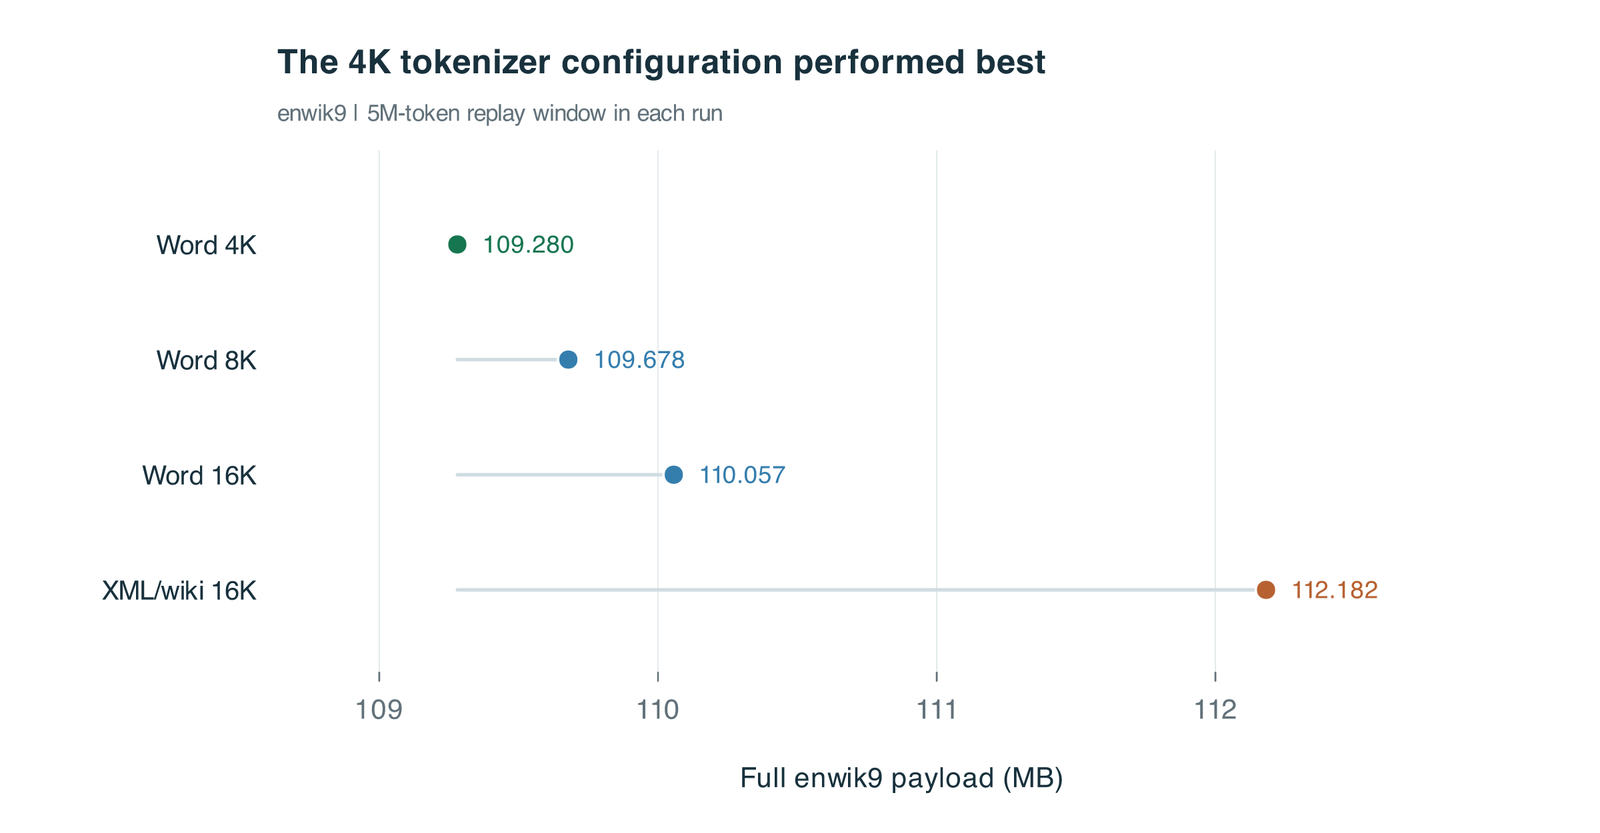 The 4K tokenizer configuration performed best
enwik9 | 5M-token replay window in each run
Word 4K 109.280
Word 8K 109.678
Word 16K 110.057
XML/wiki 16K 112.182
109 110 111 112
Full enwik9 payload (MB)